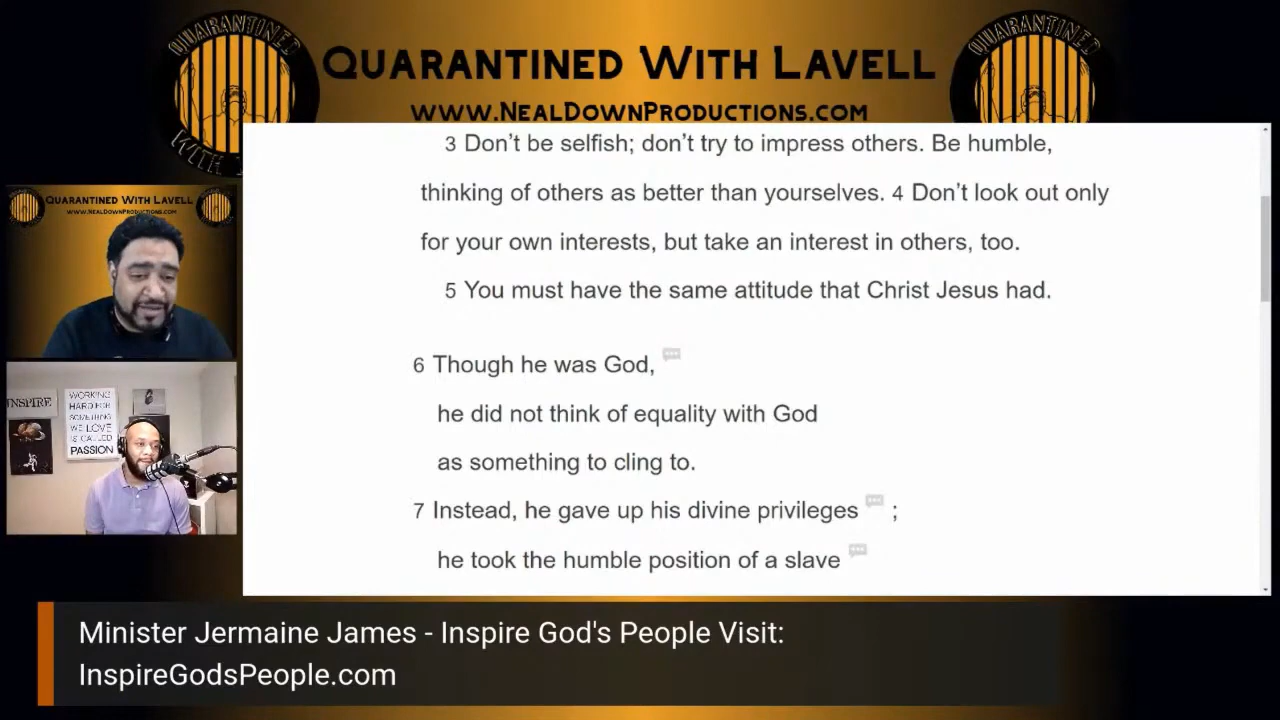 QUARANTINED
QUARANTINED WITH LAVELL
WWW.NEALDOWNPRODUCTIONS.COM
QUARANTINED
WITH
3 Don't be selfish; don't try to impress others. Be humble,
thinking of others as better than yourselves. 4 Don't look out only
for your own interests, but take an interest in others, too.
5 You must have the same attitude that Christ Jesus had.
6 Though he was God,
he did not think of equality with God
as something to cling to.
7 Instead, he gave up his divine privileges ;
he took the humble position of a slave
QUARANTINED WITH LAVELL
WWW.NEALDOWNPRODUCTIONS.COM
INSPIRE
WORKING
HARD FOR
SOMETHING
WE LOVE
IS CALLED
PASSION
Minister Jermaine James - Inspire God's People Visit:
InspireGodsPeople.com